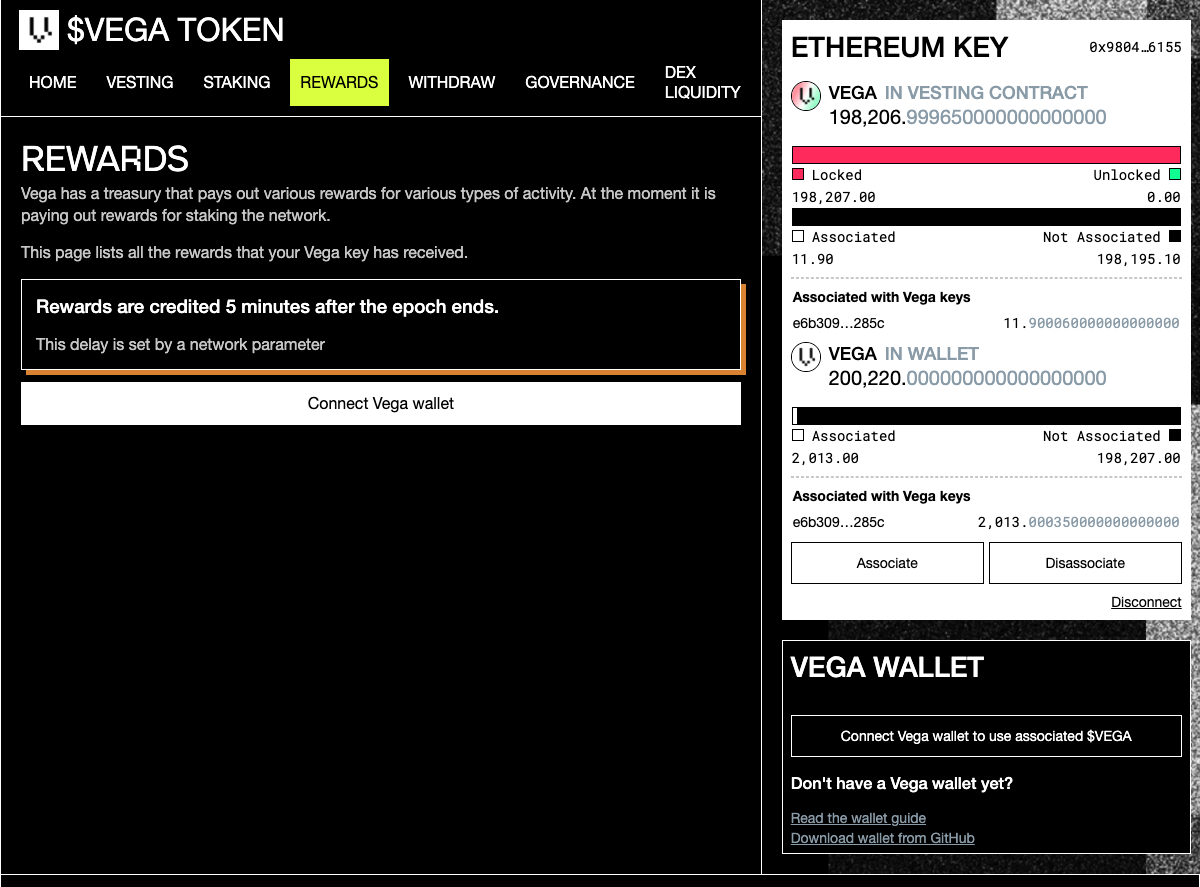 $VEGA TOKEN
HOME VESTING STAKING REWARDS WITHDRAW GOVERNANCE DEX LIQUIDITY
REWARDS
Vega has a treasury that pays out various rewards for various types of activity. At the moment it is
paying out rewards for staking the network.
This page lists all the rewards that your Vega key has received.
Rewards are credited 5 minutes after the epoch ends.
This delay is set by a network parameter
Connect Vega wallet
ETHEREUM KEY 0x9804…6155
VEGA IN VESTING CONTRACT
198,206.999650000000000000
Locked Unlocked
198,207.00 0.00
Associated Not Associated
11.90 198,195.10
Associated with Vega keys
e6b309…285c 11.900060000000000000
VEGA IN WALLET
200,220.000000000000000000
Associated Not Associated
2,013.00 198,207.00
Associated with Vega keys
e6b309…285c 2,013.000350000000000000
Associate Disassociate
Disconnect
VEGA WALLET
Connect Vega wallet to use associated $VEGA
Don't have a Vega wallet yet?
Read the wallet guide
Download wallet from GitHub